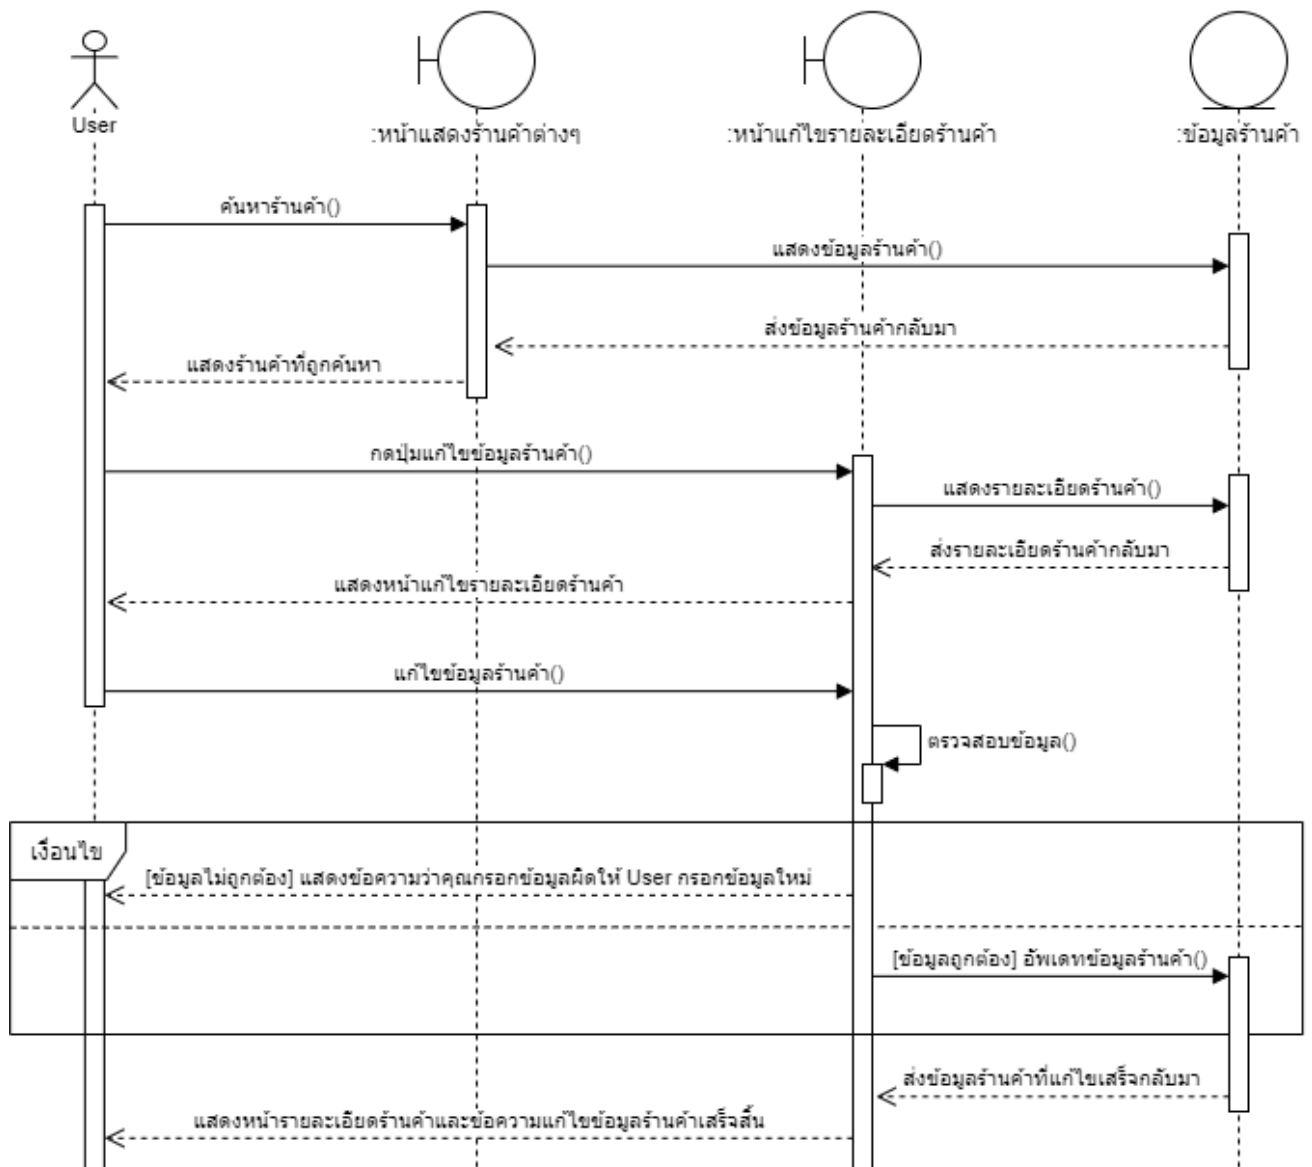 User
:หน้าแสดงร้านค้าต่างๆ
:หน้าแก้ไขรายละเอียดร้านค้า
:ข้อมูลร้านค้า
ค้นหาร้านค้า()
แสดงข้อมูลร้านค้า()
ส่งข้อมูลร้านค้ากลับมา
แสดงร้านค้าที่ถูกค้นหา
กดปุ่มแก้ไขข้อมูลร้านค้า()
แสดงรายละเอียดร้านค้า()
ส่งรายละเอียดร้านค้ากลับมา
แสดงหน้าแก้ไขรายละเอียดร้านค้า
แก้ไขข้อมูลร้านค้า()
ตรวจสอบข้อมูล()
เงื่อนไข
[ข้อมูลไม่ถูกต้อง] แสดงข้อความว่าคุณกรอกข้อมูลผิดให้ User กรอกข้อมูลใหม่
[ข้อมูลถูกต้อง] อัพเดทข้อมูลร้านค้า()
ส่งข้อมูลร้านค้าที่แก้ไขเสร็จกลับมา
แสดงหน้ารายละเอียดร้านค้าและข้อความแก้ไขข้อมูลร้านค้าเสร็จสิ้น